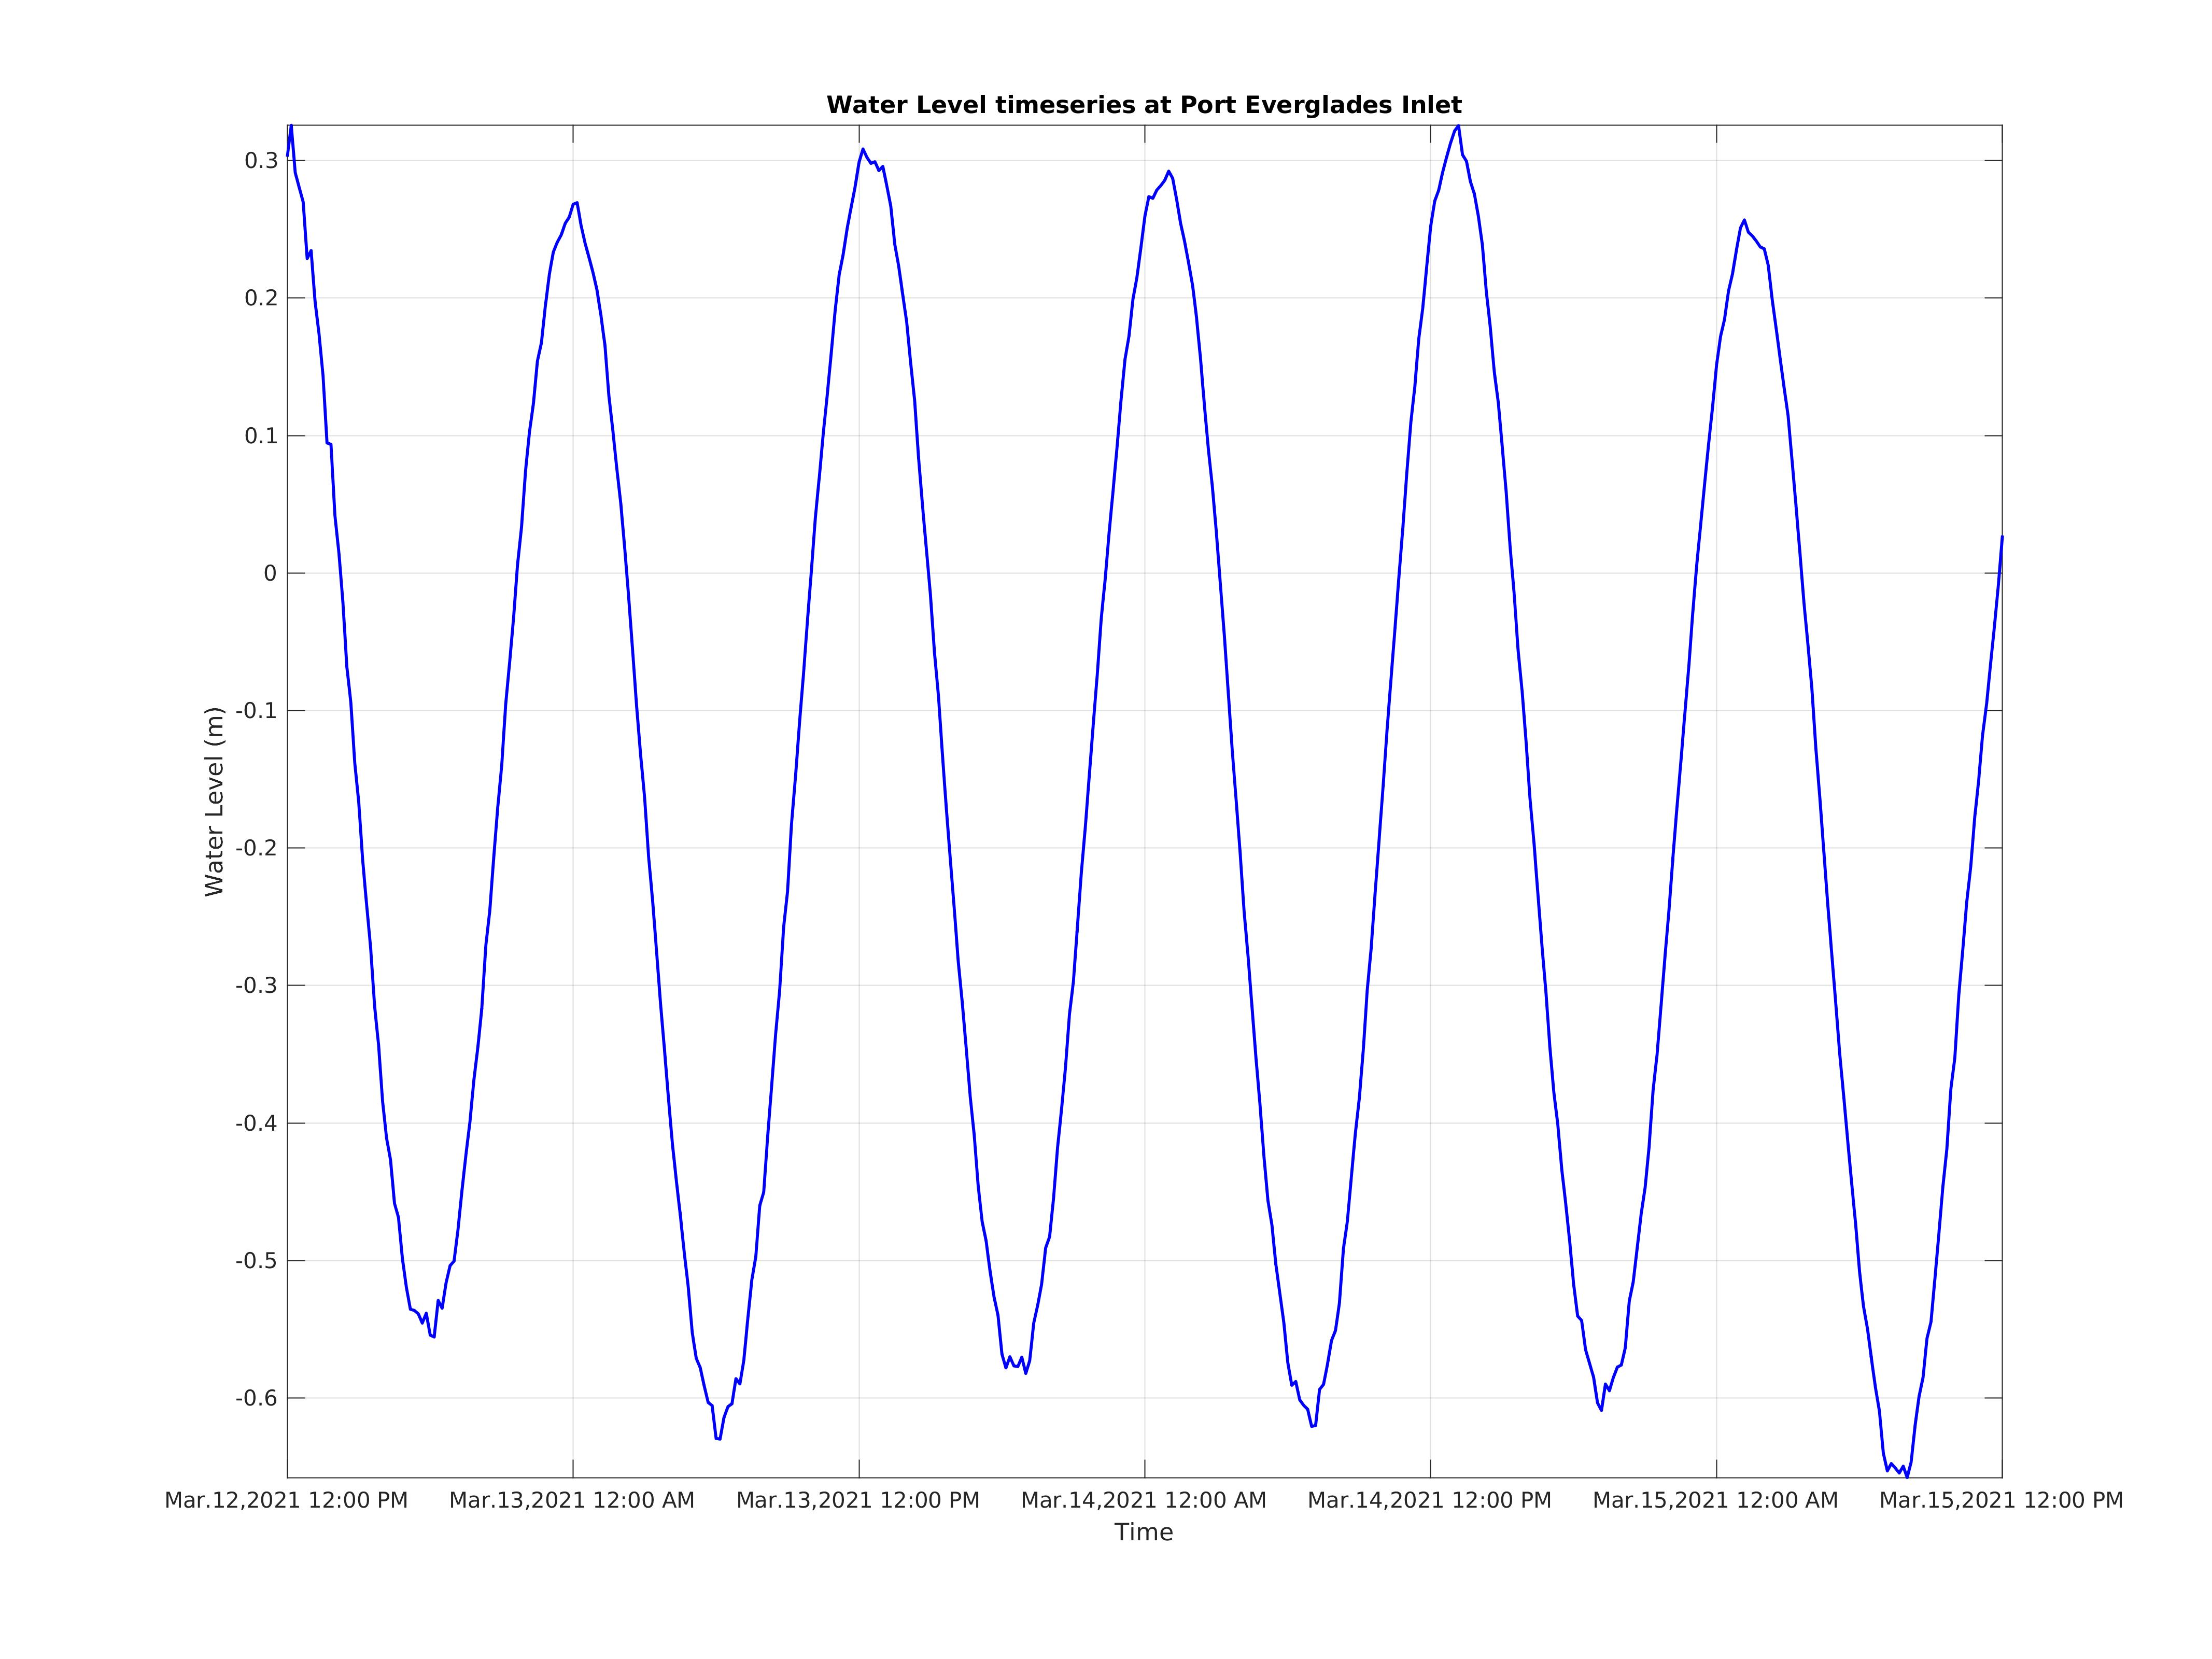 Water Level timeseries at Port Everglades Inlet
0.3
0.2
0.1
0
-0.1
-0.2
-0.3
-0.4
-0.5
-0.6
Water Level (m)
Mar.12,2021 12:00 PM
Mar.13,2021 12:00 AM
Mar.13,2021 12:00 PM
Mar.14,2021 12:00 AM
Mar.14,2021 12:00 PM
Mar.15,2021 12:00 AM
Mar.15,2021 12:00 PM
Time